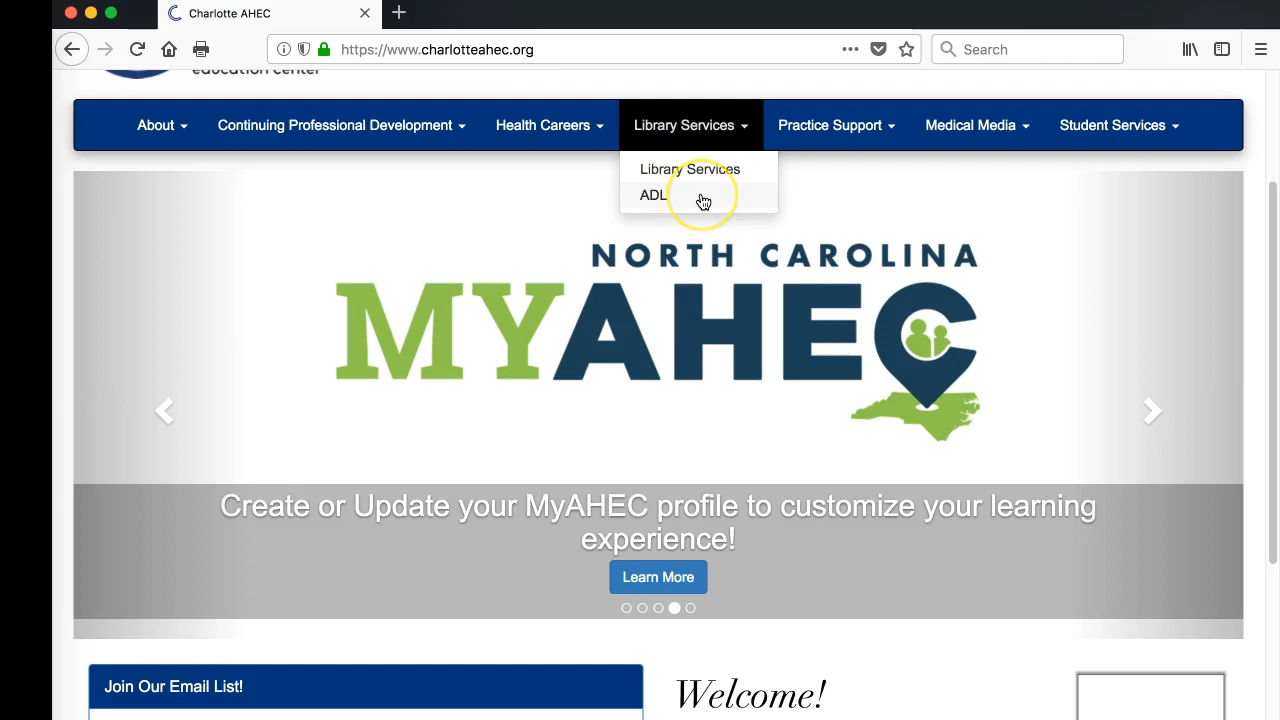 Charlotte AHEC
https://www.charlotteahec.org
Search
education center
About
Continuing Professional Development
Health Careers
Library Services
Practice Support
Medical Media
Student Services
Library Services
ADL
NORTH CAROLINA
MYAHEC
Create or Update your MyAHEC profile to customize your learning
experience!
Learn More
Join Our Email List!
Welcome!